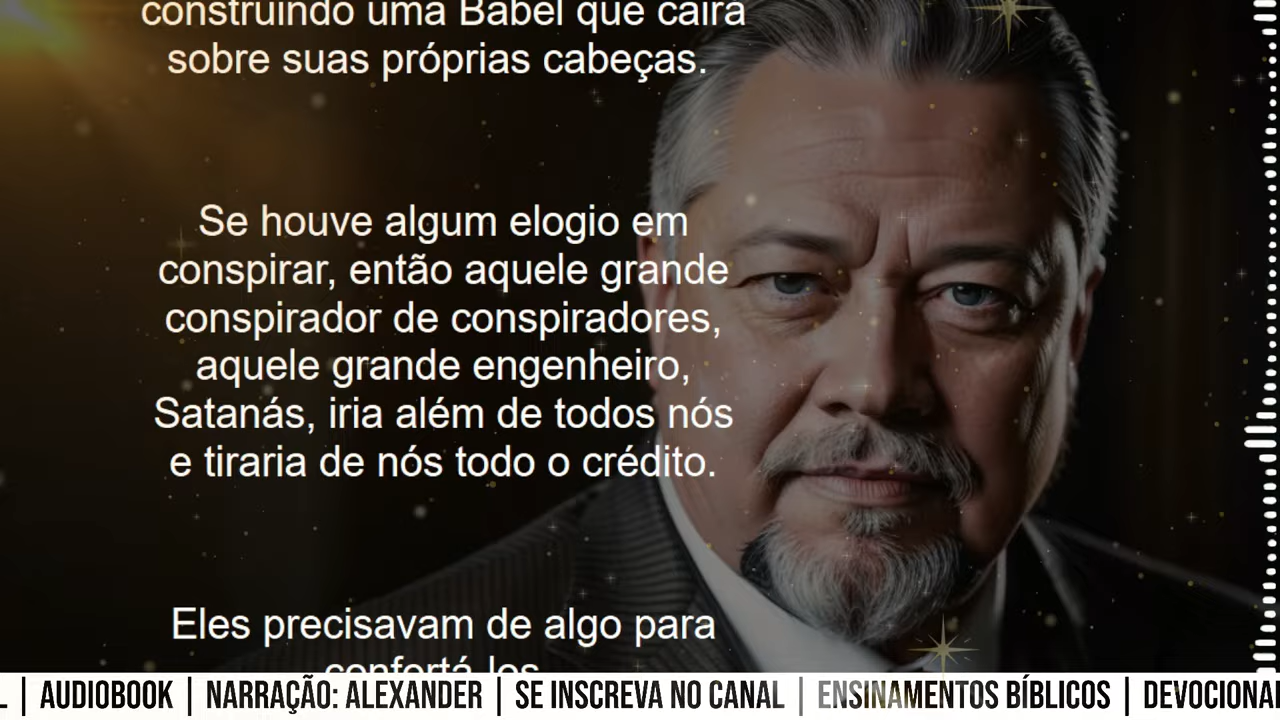 construindo uma Babel que cairá
sobre suas próprias cabeças.
Se houve algum elogio em
conspirar, então aquele grande
conspirador de conspiradores,
aquele grande engenheiro,
Satanás, iria além de todos nós
e tiraria de nós todo o crédito.
Eles precisavam de algo para
confortá-los
L | AUDIOBOOK | NARRAÇÃO: ALEXANDER | SE INSCREVA NO CANAL | ENSINAMENTOS BÍBLICOS | DEVOCIONAL